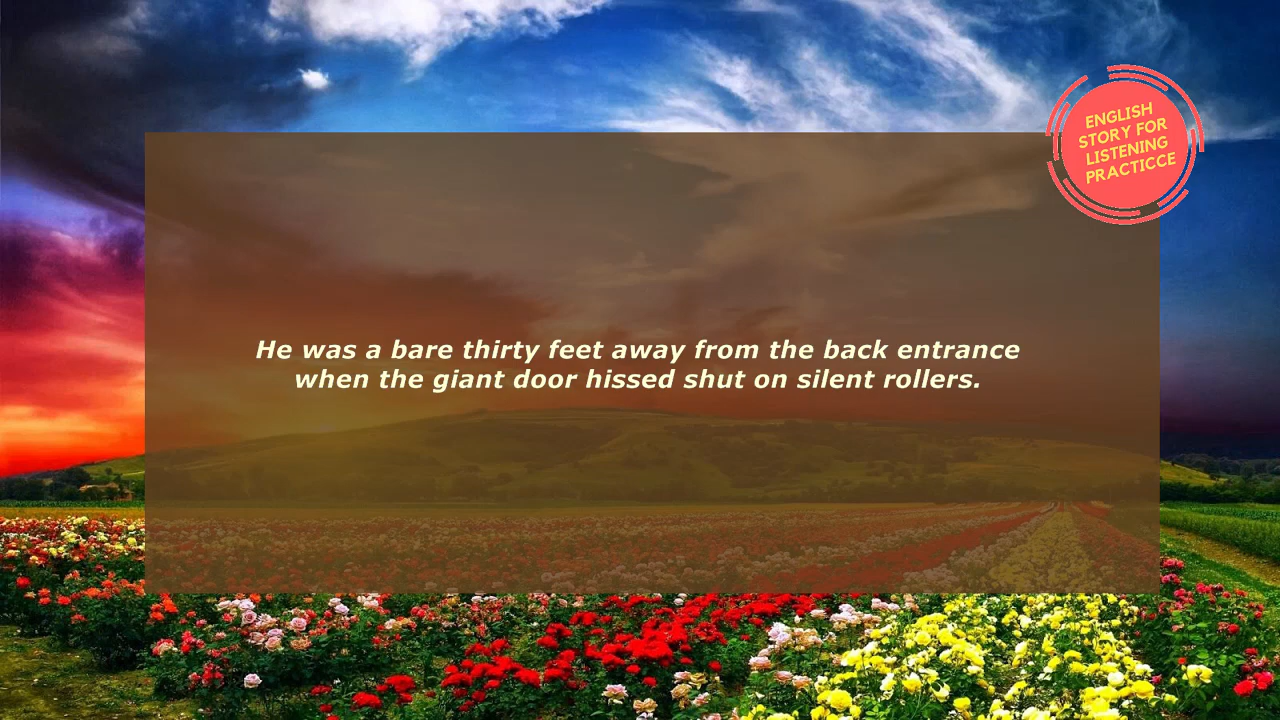 ENGLISH
STORY FOR
LISTENING
PRACTICCE
He was a bare thirty feet away from the back entrance
when the giant door hissed shut on silent rollers.